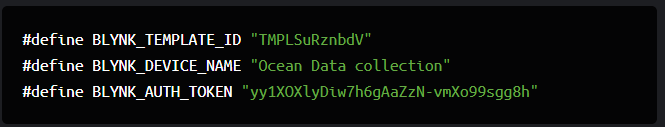 #define BLYNK_TEMPLATE_ID "TMPLSuRznbdV"
#define BLYNK_DEVICE_NAME "Ocean Data collection"
#define BLYNK_AUTH_TOKEN "yy1XOXlyDiw7h6gAaZzN-vmXo99sgg8h"